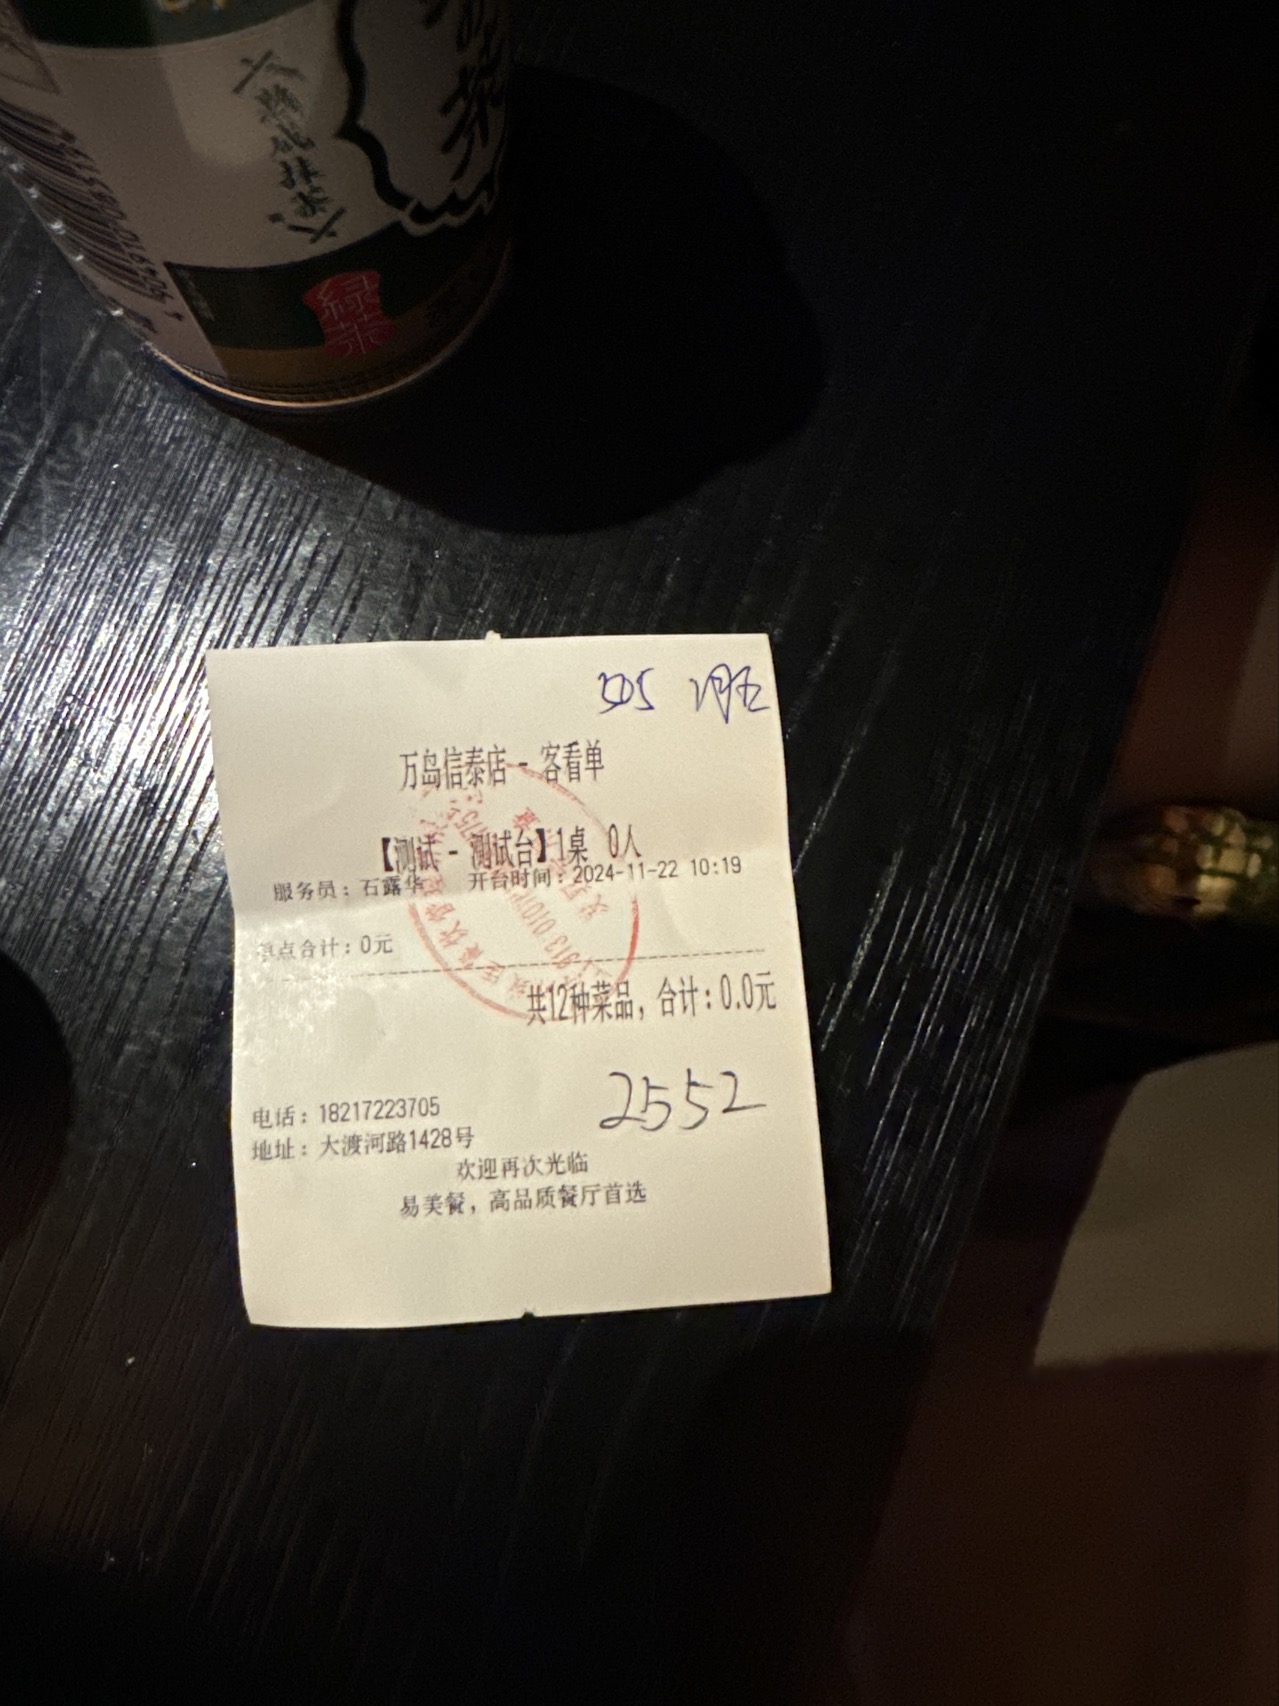 绿茶
505
万岛信泰店 - 客看单
【测试 - 测试台】1桌 0人
服务员：石露华 开台时间：2024-11-22 10:19
单点合计：0元
共12种菜品，合计：0.0元
2552
电话：18217223705
地址：大渡河路1428号
欢迎再次光临
易美餐，高品质餐厅首选